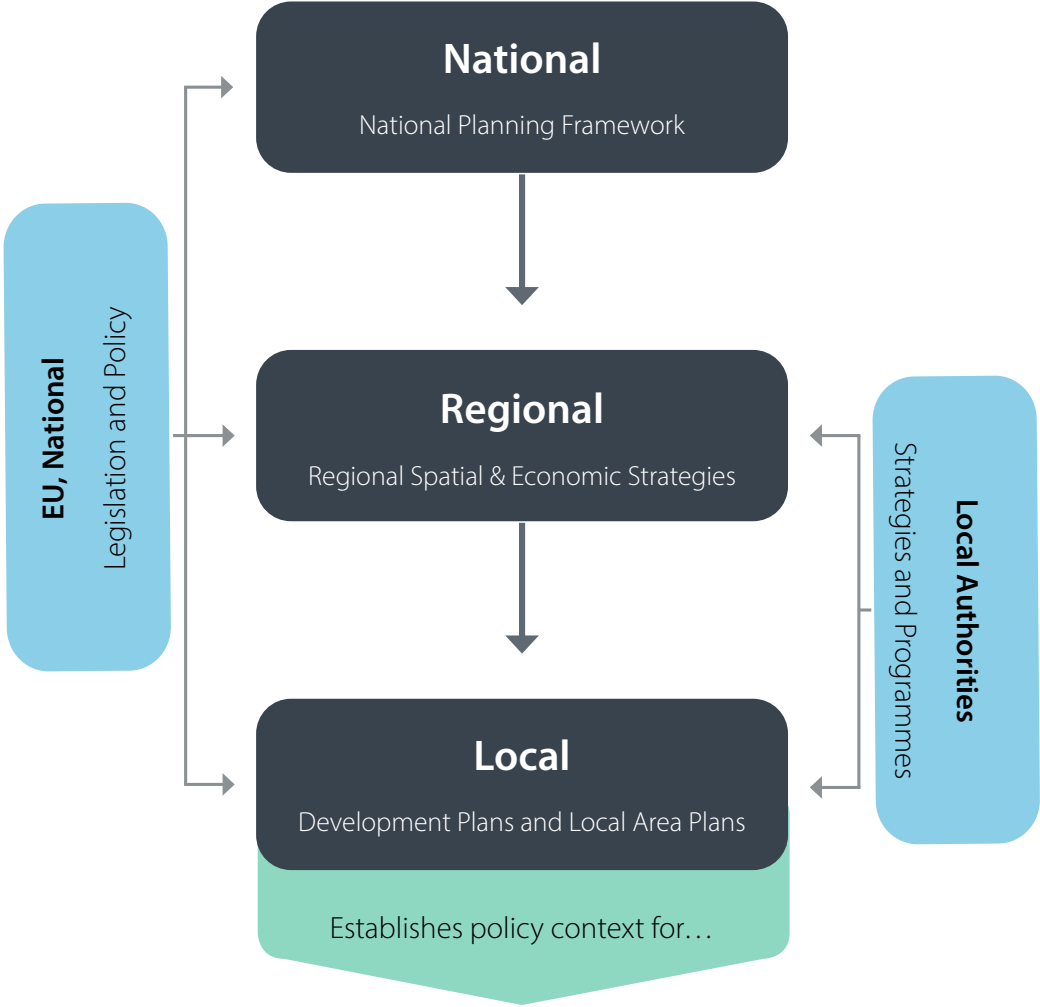 National
National Planning Framework
EU, National
Legislation and Policy
Regional
Regional Spatial & Economic Strategies
Local Authorities
Strategies and Programmes
Local
Development Plans and Local Area Plans
Establishes policy context for…